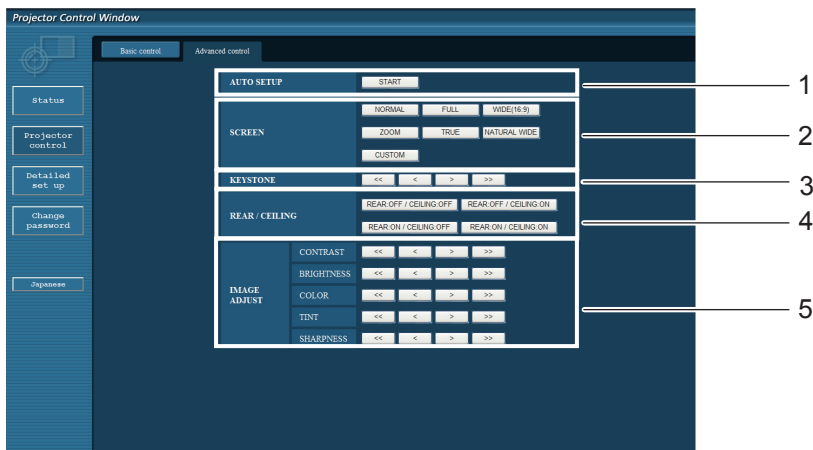 Projector Control Window
Basic control Advanced control
AUTO SETUP START 1
Status
SCREEN NORMAL FULL WIDE(16:9)
ZOOM TRUE NATURAL WIDE 2
CUSTOM
Projector
control
KEYSTONE << < > >> 3
Detailed
set up
REAR / CEILING REAR:OFF / CEILING:OFF REAR:OFF / CEILING:ON
REAR:ON / CEILING:OFF REAR:ON / CEILING:ON 4
Change
password
IMAGE
ADJUST
CONTRAST << < > >>
BRIGHTNESS << < > >>
COLOR << < > >>
TINT << < > >>
SHARPNESS << < > >>
5
Japanese